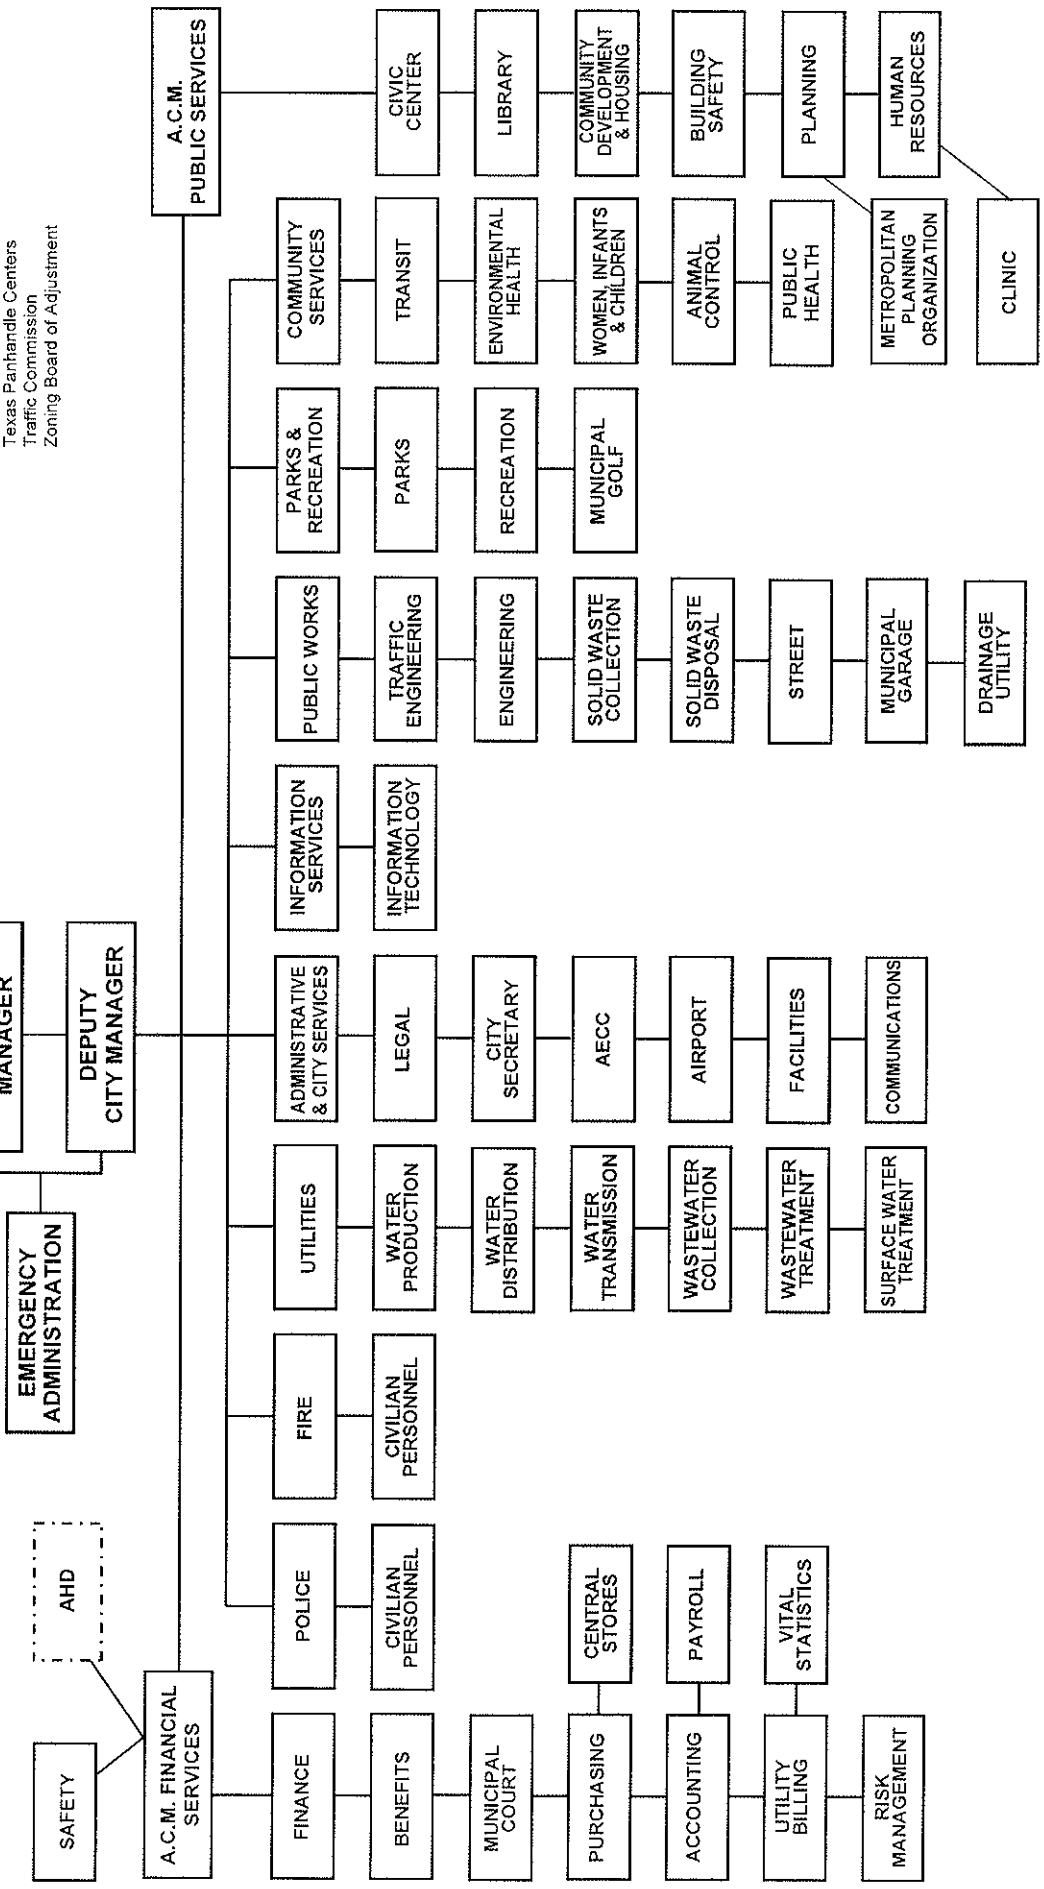 Texas Panhandle Centers
Traffic Commission
Zoning Board of Adjustment
MANAGER
DEPUTY
CITY MANAGER
EMERGENCY
ADMINISTRATION
SAFETY
AHD
A.C.M. FINANCIAL
SERVICES
A.C.M.
PUBLIC SERVICES
FINANCE
BENEFITS
MUNICIPAL
COURT
PURCHASING
CENTRAL
STORES
ACCOUNTING
PAYROLL
UTILITY
BILLING
VITAL
STATISTICS
RISK
MANAGEMENT
POLICE
CIVILIAN
PERSONNEL
FIRE
CIVILIAN
PERSONNEL
UTILITIES
WATER
PRODUCTION
WATER
DISTRIBUTION
WATER
TRANSMISSION
WASTEWATER
COLLECTION
WASTEWATER
TREATMENT
SURFACE WATER
TREATMENT
ADMINISTRATIVE
& CITY SERVICES
LEGAL
CITY
SECRETARY
AECC
AIRPORT
FACILITIES
COMMUNICATIONS
INFORMATION
SERVICES
INFORMATION
TECHNOLOGY
PUBLIC WORKS
TRAFFIC
ENGINEERING
ENGINEERING
SOLID WASTE
COLLECTION
SOLID WASTE
DISPOSAL
STREET
MUNICIPAL
GARAGE
DRAINAGE
UTILITY
PARKS &
RECREATION
PARKS
RECREATION
MUNICIPAL
GOLF
COMMUNITY
SERVICES
TRANSIT
ENVIRONMENTAL
HEALTH
WOMEN, INFANTS
& CHILDREN
ANIMAL
CONTROL
PUBLIC
HEALTH
CIVIC
CENTER
LIBRARY
COMMUNITY
DEVELOPMENT
& HOUSING
BUILDING
SAFETY
PLANNING
METROPOLITAN
PLANNING
ORGANIZATION
HUMAN
RESOURCES
CLINIC